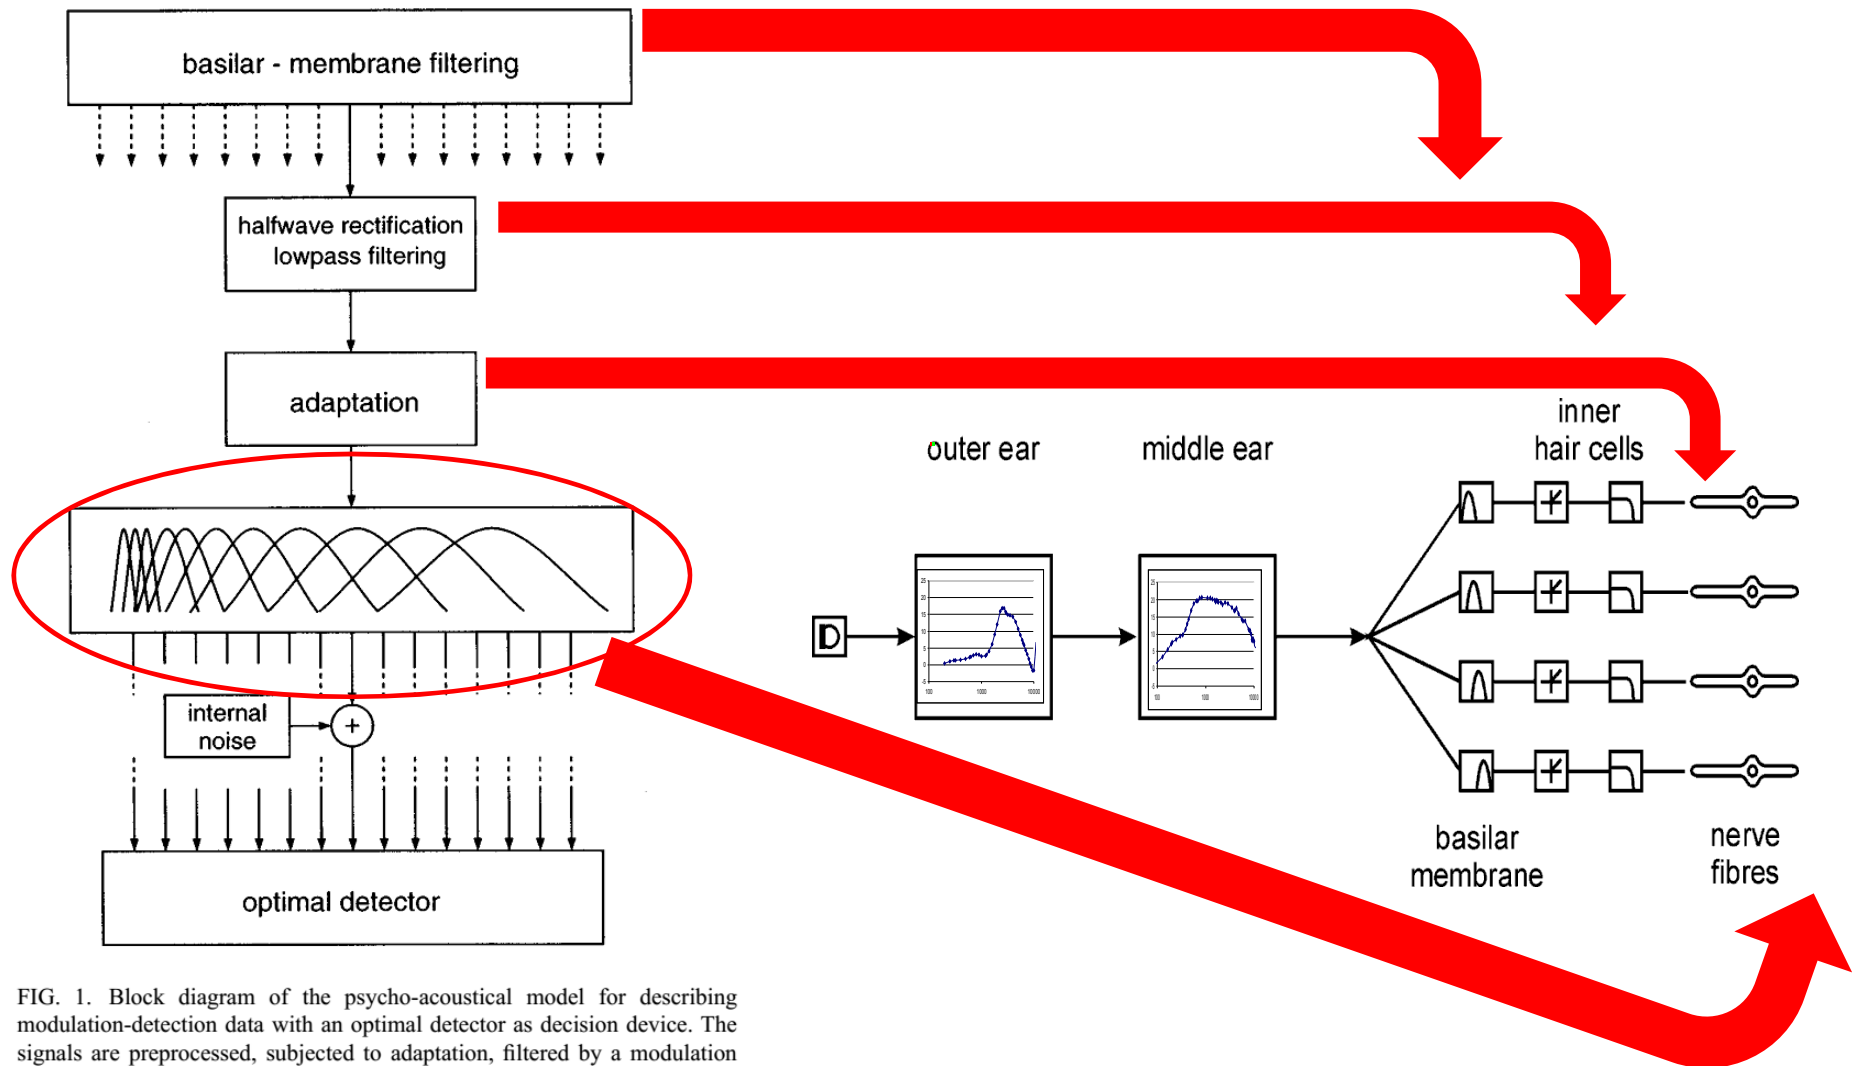 basilar - membrane filtering
halfwave rectification
lowpass filtering
adaptation
internal
noise
+
optimal detector
FIG. 1. Block diagram of the psycho-acoustical model for describing
modulation-detection data with an optimal detector as decision device. The
signals are preprocessed, subjected to adaptation, filtered by a modulation
outer ear
middle ear
inner
hair cells
basilar
membrane
nerve
fibres